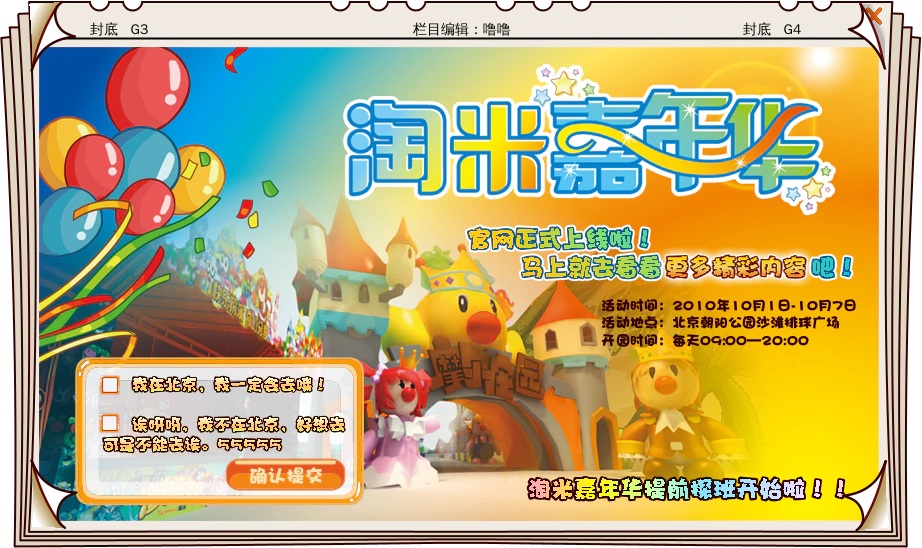 封底 G3
栏目编辑：噜噜
封底 G4
淘米嘉年华
官网正式上线啦！
马上就去看看更多精彩内容吧！
活动时间：2010年10月1日-10月7日
活动地点：北京朝阳公园沙滩排球广场
开园时间：每天09:00—20:00
我在北京，我一定会去哦！
诶呀呀，我不在北京，好想去
可是不能去诶。55555
确认提交
淘米嘉年华提前探班开始啦！！